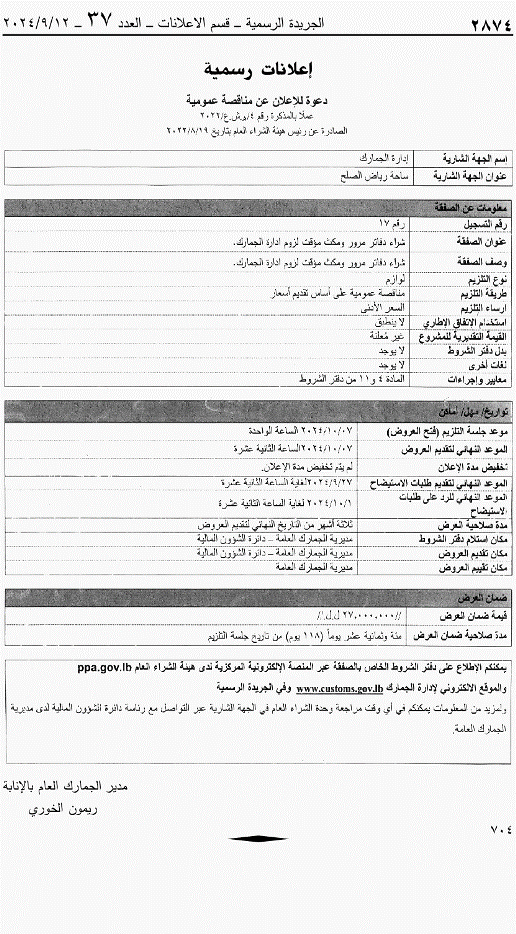 ٢٨٧٤ الجريدة الرسمية – قسم الاعلانات – العدد ٣٧ – ٢٠٢٤/٩/١٢
إعلانات رسمية
دعوة للإعلان عن مناقصة عمومية
عملاً بالمذكرة رقم ٤/ه.ش.ع/٢٠٢٢
الصادرة عن رئيس هيئة الشراء العام بتاريخ ٢٠٢٢/٨/١٩
اسم الجهة الشارية إدارة الجمارك
عنوان الجهة الشارية ساحة رياض الصلح
معلومات عن الصفقة
رقم التسجيل رقم ١٧
عنوان الصفقة شراء دفاتر مرور ومكث مؤقت لزوم ادارة الجمارك.
وصف الصفقة شراء دفاتر مرور ومكث مؤقت لزوم ادارة الجمارك.
نوع التلزيم لوازم
طريقة التلزيم مناقصة عمومية على أساس تقديم أسعار
إرساء التلزيم السعر الأدنى
استخدام الاتفاق الإطاري لا ينطبق
القيمة التقديرية للمشروع غير مُعلنة
بدل دفتر الشروط لا يوجد
لغات أخرى لا يوجد
معايير وإجراءات المادة ٤ و١١ من دفتر الشروط
تواريخ/ مهل/ أماكن
موعد جلسة التلزيم (فتح العروض) ٢٠٢٤/١٠/٠٧ الساعة الواحدة
الموعد النهائي لتقديم العروض ٢٠٢٤/١٠/٠٧ الساعة الثانية عشرة
تخفيض مدة الإعلان لم يتم تخفيض مدة الإعلان.
الموعد النهائي لتقديم طلبات الاستيضاح ٢٠٢٤/٩/٢٧ لغاية الساعة الثانية عشرة
الموعد النهائي للرد على طلبات الاستيضاح ٢٠٢٤/١٠/١ لغاية الساعة الثانية عشرة
مدة صلاحية العرض ثلاثة أشهر من التاريخ النهائي لتقديم العروض
مكان استلام دفتر الشروط مديرية الجمارك العامة – دائرة الشؤون المالية
مكان تقديم العروض مديرية الجمارك العامة – دائرة الشؤون المالية
مكان تقييم العروض مديرية الجمارك العامة
ضمان العرض
قيمة ضمان العرض //٢٧,٠٠٠,٠٠٠ ل.ل.//
مدة صلاحية ضمان العرض مئة وثمانية عشر يوماً (١١٨ يوم) من تاريخ جلسة التلزيم
يمكنكم الإطلاع على دفتر الشروط الخاص بالصفقة عبر المنصة الإلكترونية المركزية لدى هيئة الشراء العام ppa.gov.lb
والموقع الالكتروني لإدارة الجمارك www.customs.gov.lb وفي الجريدة الرسمية
ولمزيد من المعلومات يمكنكم في أي وقت مراجعة وحدة الشراء العام في الجهة الشارية عبر التواصل مع رئاسة دائرة الشؤون المالية لدى مديرية
الجمارك العامة.
مدير الجمارك العام بالإنابة
ريمون الخوري
٧٠٤